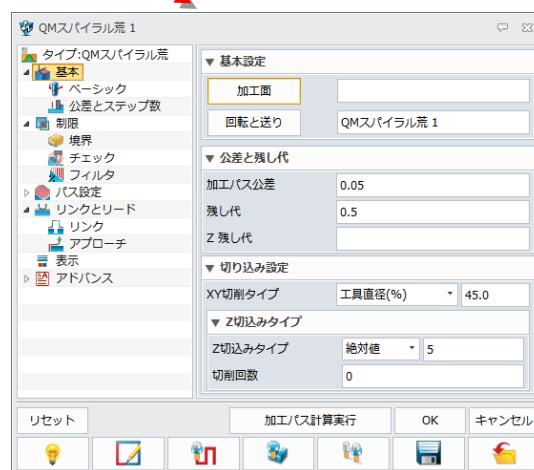 QMスパイラル荒 1
タイプ:QMスパイラル荒
基本
ベーシック
公差とステップ数
制限
境界
チェック
フィルタ
パス設定
リンクとリード
リンク
アプローチ
表示
アドバンス
基本設定
加工面
回転と送り QMスパイラル荒 1
公差と残し代
加工パス公差 0.05
残し代 0.5
Z 残し代
切り込み設定
XY切削タイプ 工具直径(%) 45.0
Z切込みタイプ
Z切込みタイプ 絶対値 5
切削回数 0
リセット 加工パス計算実行 OK キャンセル